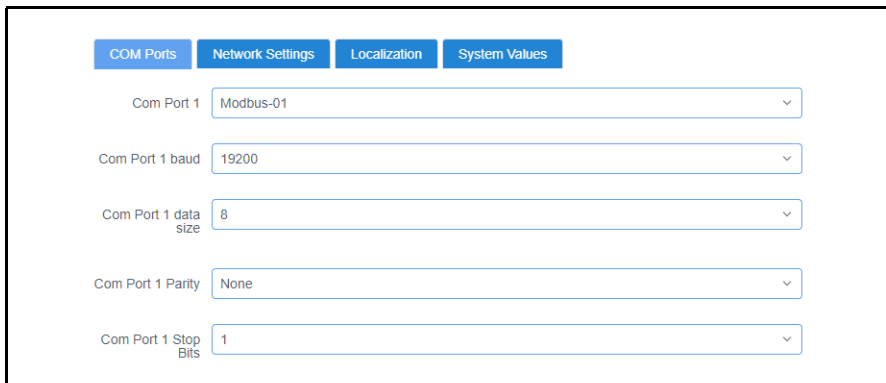 COM Ports Network Settings Localization System Values
Com Port 1 Modbus-01
Com Port 1 baud 19200
Com Port 1 data size 8
Com Port 1 Parity None
Com Port 1 Stop Bits 1